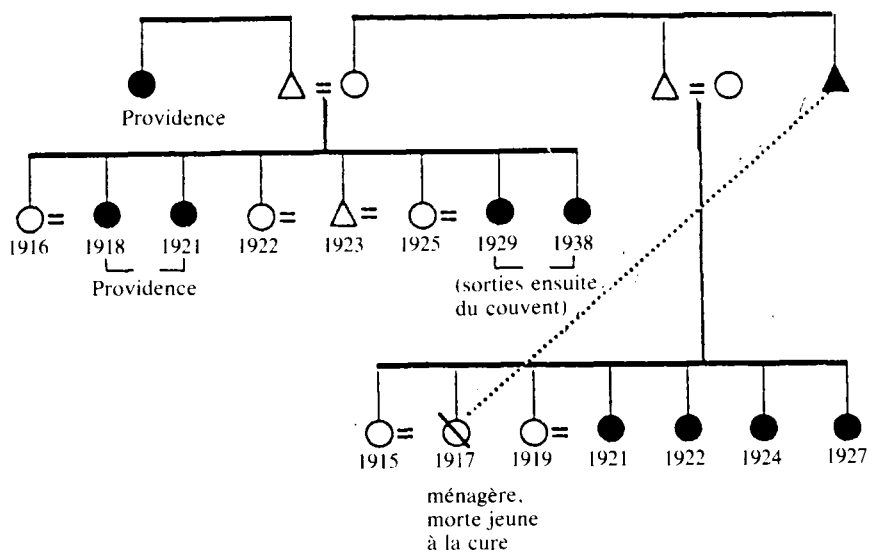 Providence
1916 1918 1921 1922 1923 1925 1929 1938
Providence
(sorties ensuite
du couvent)
1915 1917 1919 1921 1922 1924 1927
ménagère,
morte jeune
à la cure